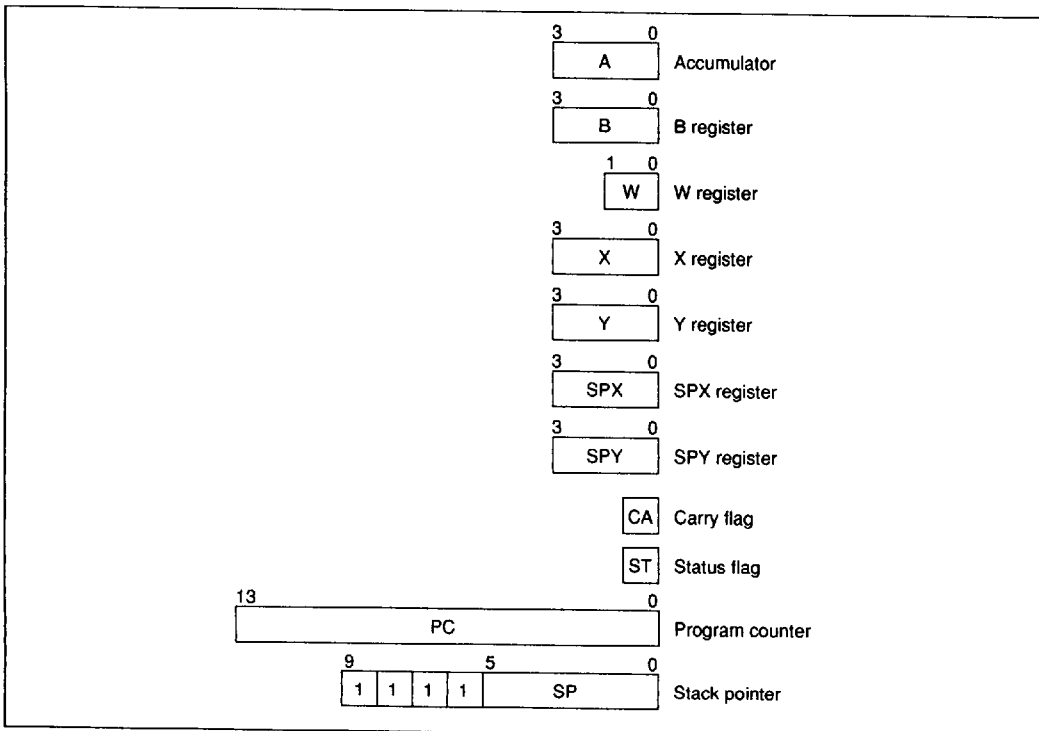 3 0
A Accumulator
3 0
B B register
1 0
W W register
3 0
X X register
3 0
Y Y register
3 0
SPX SPX register
3 0
SPY SPY register
CA Carry flag
ST Status flag
13 0
PC Program counter
9 5 0
1 1 1 1 SP Stack pointer